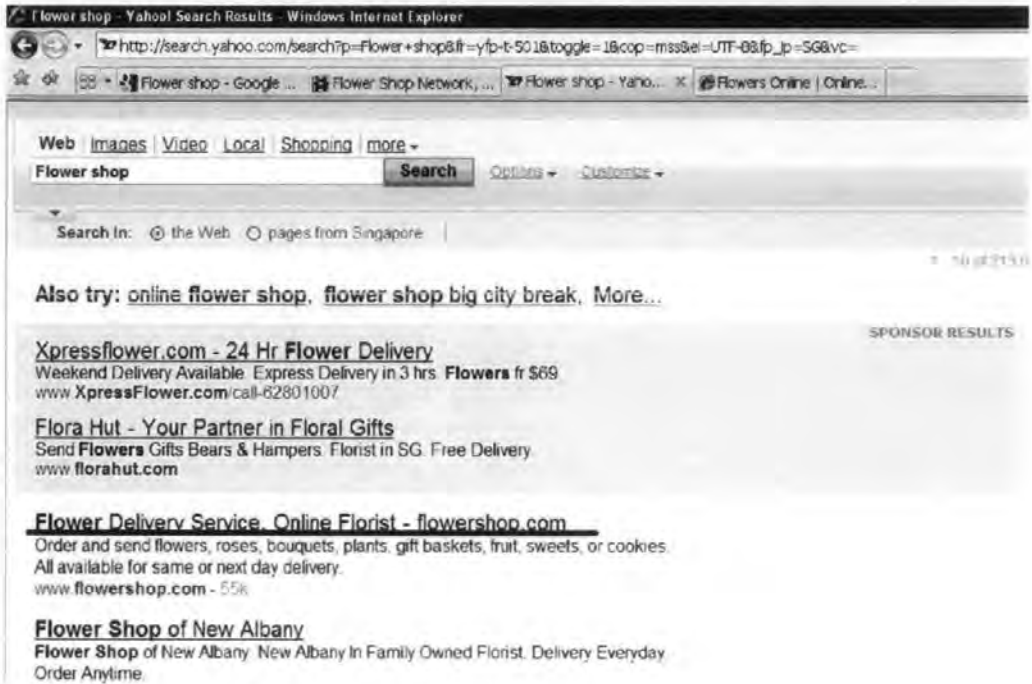 Flower shop - Yahoo! Search Results - Windows Internet Explorer
http://search.yahoo.com/search?p=Flower+shop&fr=yfp-t-501&toggle=1&cop=mss&ei=UTF-8&fp_ip=SG&vc=
Flower shop - Google ... Flower Shop Network, ... Flower shop - Yaho... × Flowers Online | Online...
Web Images Video Local Shopping more
Flower shop Search Options Customize
Search In: the Web pages from Singapore
Also try: online flower shop, flower shop big city break, More...
SPONSOR RESULTS
Xpressflower.com - 24 Hr Flower Delivery
Weekend Delivery Available. Express Delivery in 3 hrs. Flowers fr $69
www.XpressFlower.com/call-62801007
Flora Hut - Your Partner in Floral Gifts
Send Flowers Gifts Bears & Hampers. Florist in SG. Free Delivery.
www.florahut.com
Flower Delivery Service, Online Florist - flowershop.com
Order and send flowers, roses, bouquets, plants, gift baskets, fruit, sweets, or cookies.
All available for same or next day delivery.
www.flowershop.com - 55k
Flower Shop of New Albany
Flower Shop of New Albany. New Albany In Family Owned Florist. Delivery Everyday.
Order Anytime.